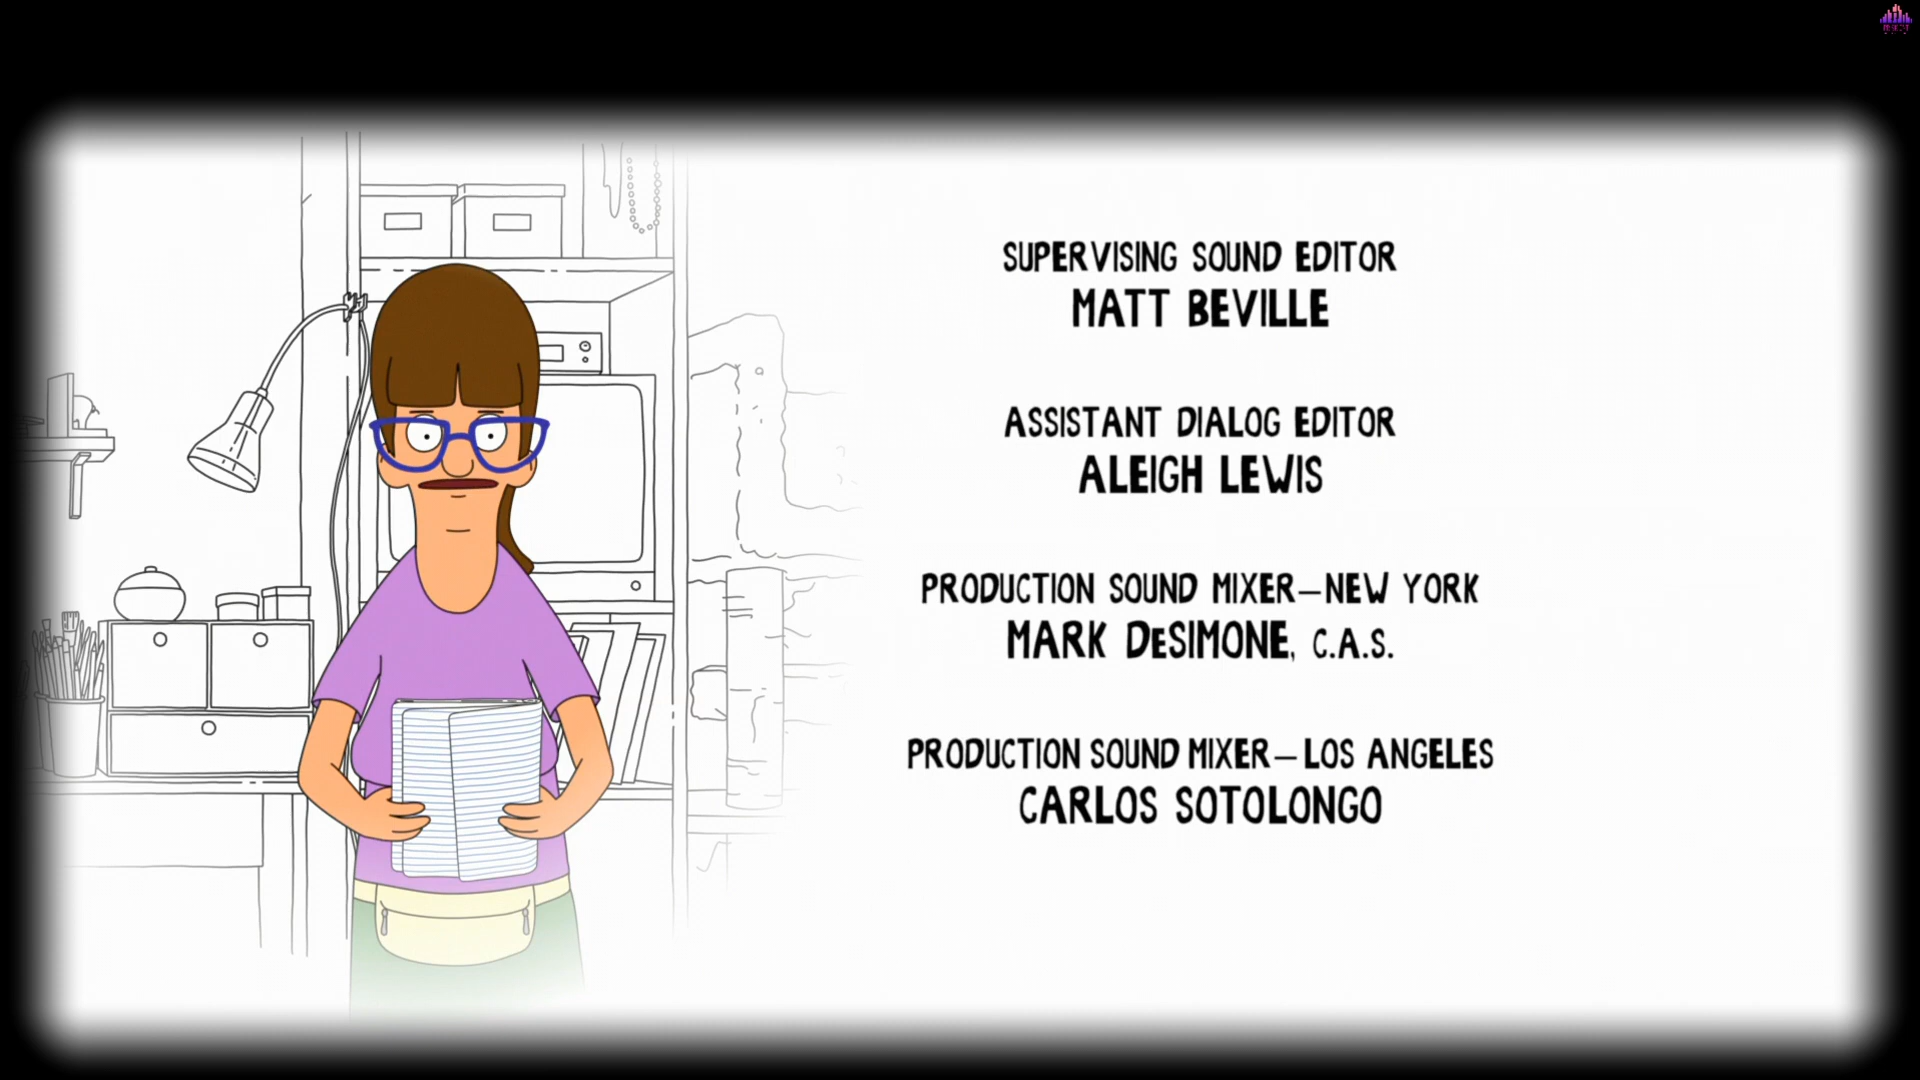 SUPERVISING SOUND EDITOR
MATT BEVILLE
ASSISTANT DIALOG EDITOR
ALEIGH LEWIS
PRODUCTION SOUND MIXER—NEW YORK
MARK DeSIMONE, C.A.S.
PRODUCTION SOUND MIXER—LOS ANGELES
CARLOS SOTOLONGO